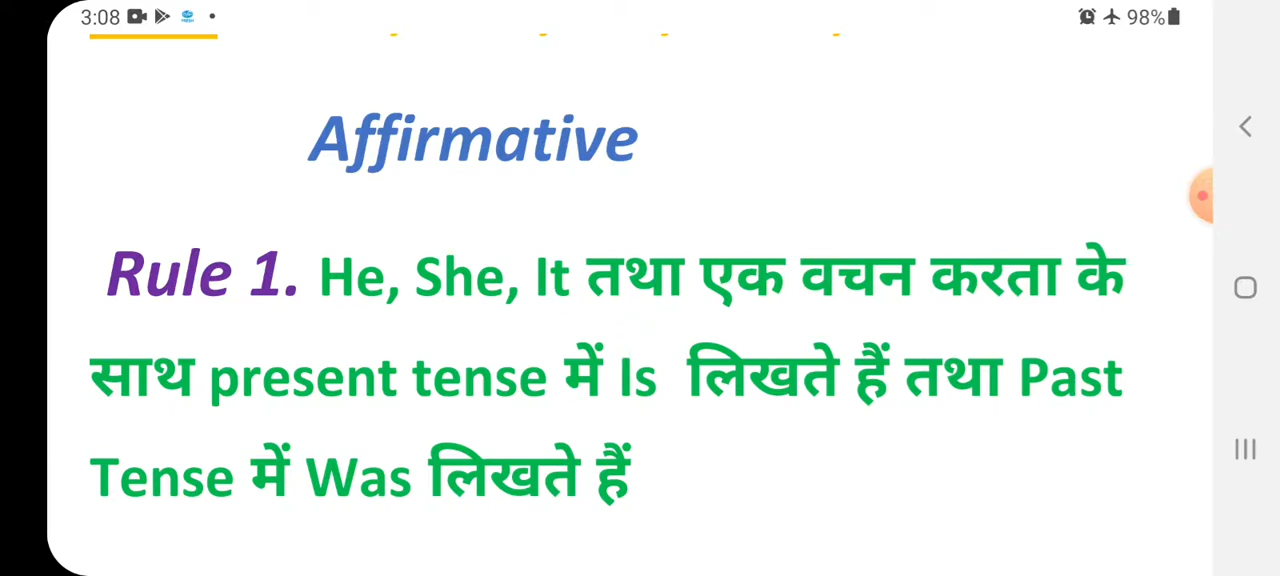 3:08
98%
Affirmative
Rule 1. He, She, It तथा एक वचन करता के
साथ present tense में Is लिखते हैं तथा Past
Tense में Was लिखते हैं